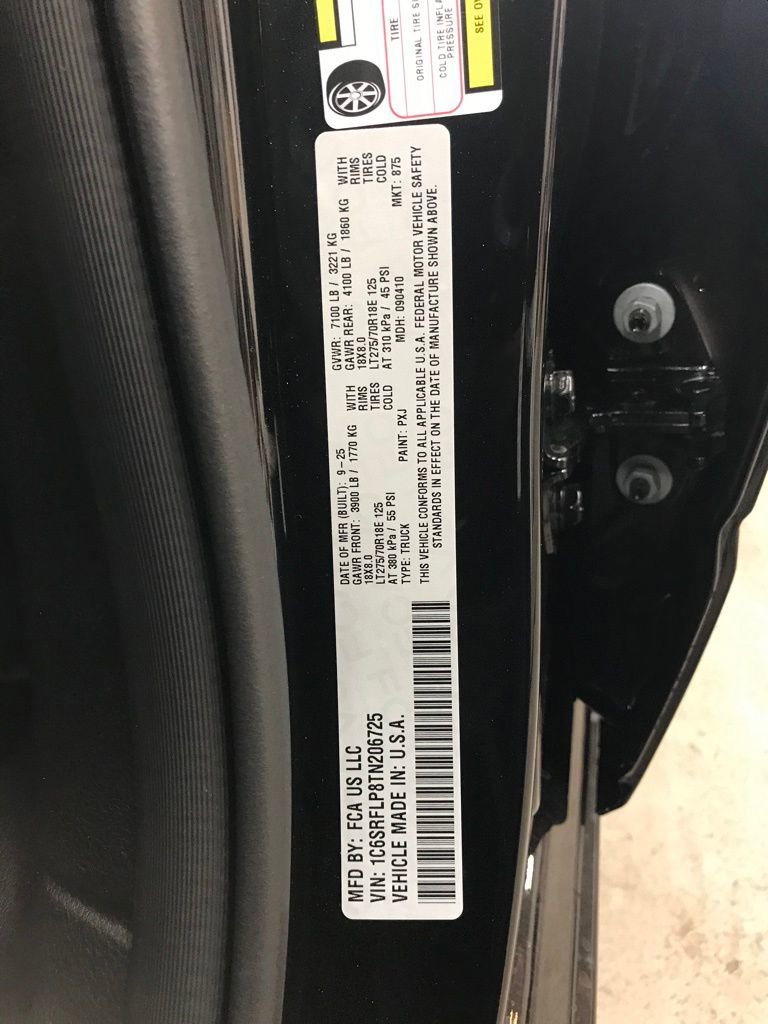 TIRE
ORIGINAL TIRE
COLD TIRE
PRESSURE
SEE
MFD BY: FCA US LLC
VIN: 1C6SRFLP8TN206725
VEHICLE MADE IN: U.S.A.
DATE OF MFR (BUILT): 9-25 GVWR: 7100 LB / 3221 KG
GAWR FRONT: 3900 LB / 1770 KG WITH GAWR REAR: 4100 LB / 1860 KG WITH
18X8.0 RIMS 18X8.0 RIMS
LT275/70R18E 125 TIRES LT275/70R18E 125 TIRES
AT 380 kPa / 55 PSI COLD AT 310 kPa / 45 PSI COLD
TYPE: TRUCK PAINT: PXJ MDH: 090410 MKT: 875
THIS VEHICLE CONFORMS TO ALL APPLICABLE U.S.A. FEDERAL MOTOR VEHICLE SAFETY
STANDARDS IN EFFECT ON THE DATE OF MANUFACTURE SHOWN ABOVE.